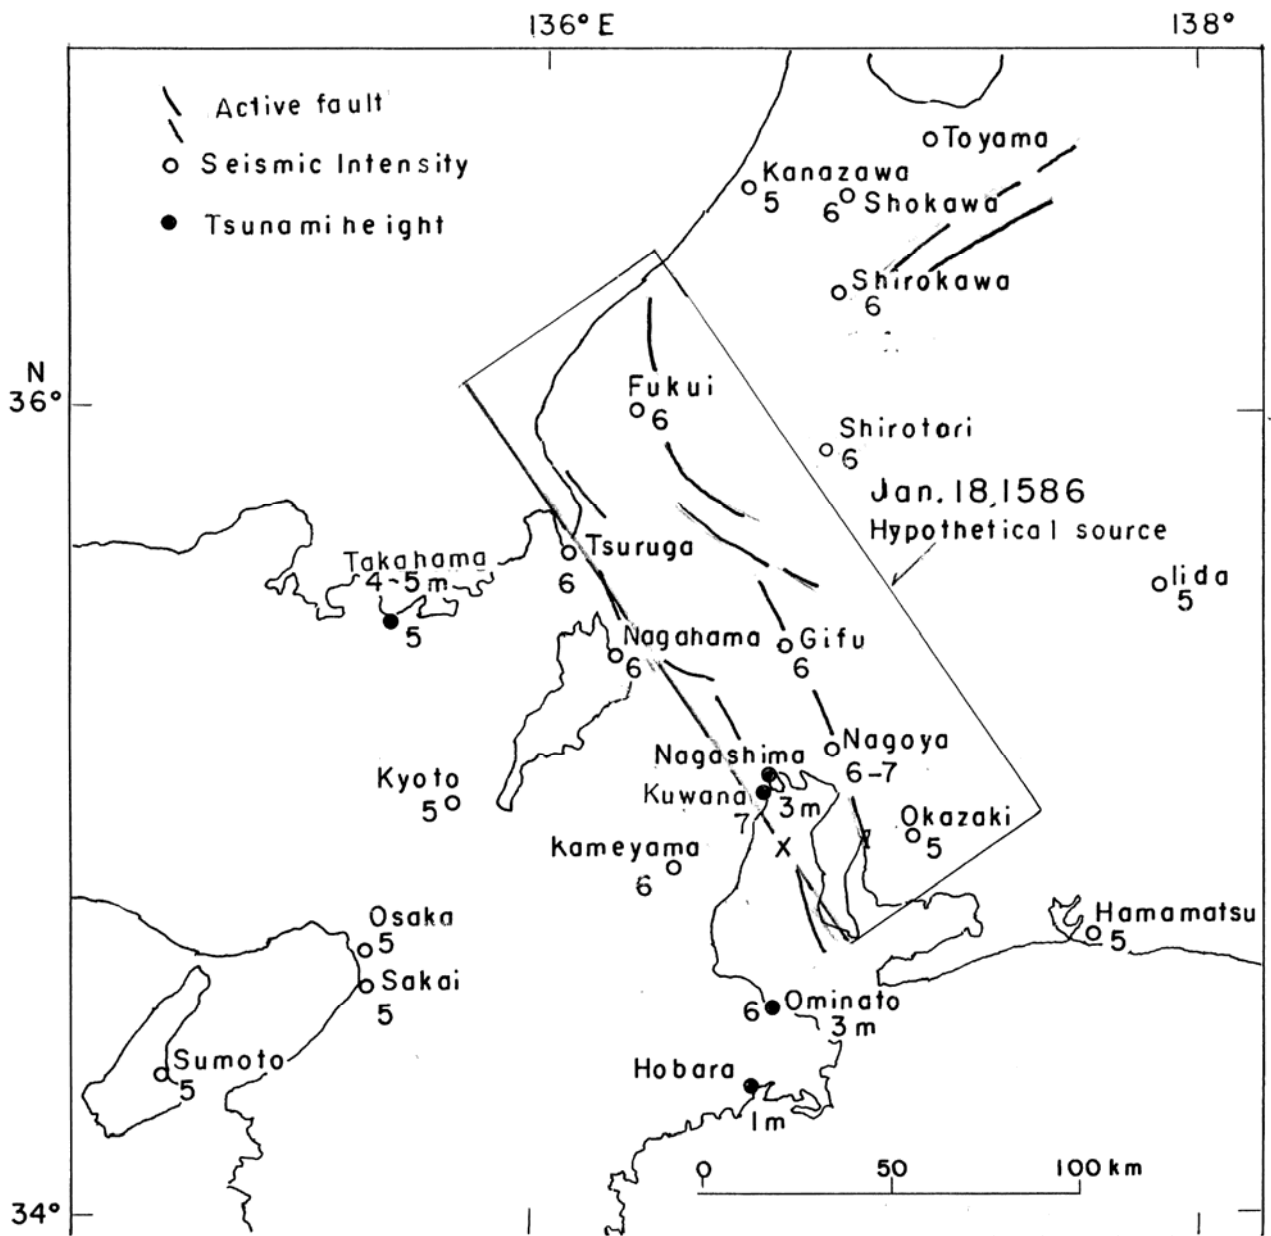 136° E
138°
Active fault
Seismic Intensity
Tsunami height
Toyama
Kanazawa
5
6 Shokawa
Shirokawa
6
N
36°
Fukui
6
Shirotori
6
Jan. 18, 1586
Hypothetical source
Tsuruga
6
Takahama
4-5m
5
Iida
5
Nagahama
6
Gifu
6
Nagoya
6-7
Nagashima
Kuwana 3m
7
Kyoto
5
Okazaki
5
Kameyama
6
X
Osaka
5
Sakai
5
Hamamatsu
5
6 Ominato
3m
Sumoto
5
Hobara
1m
0 50 100 km
34°